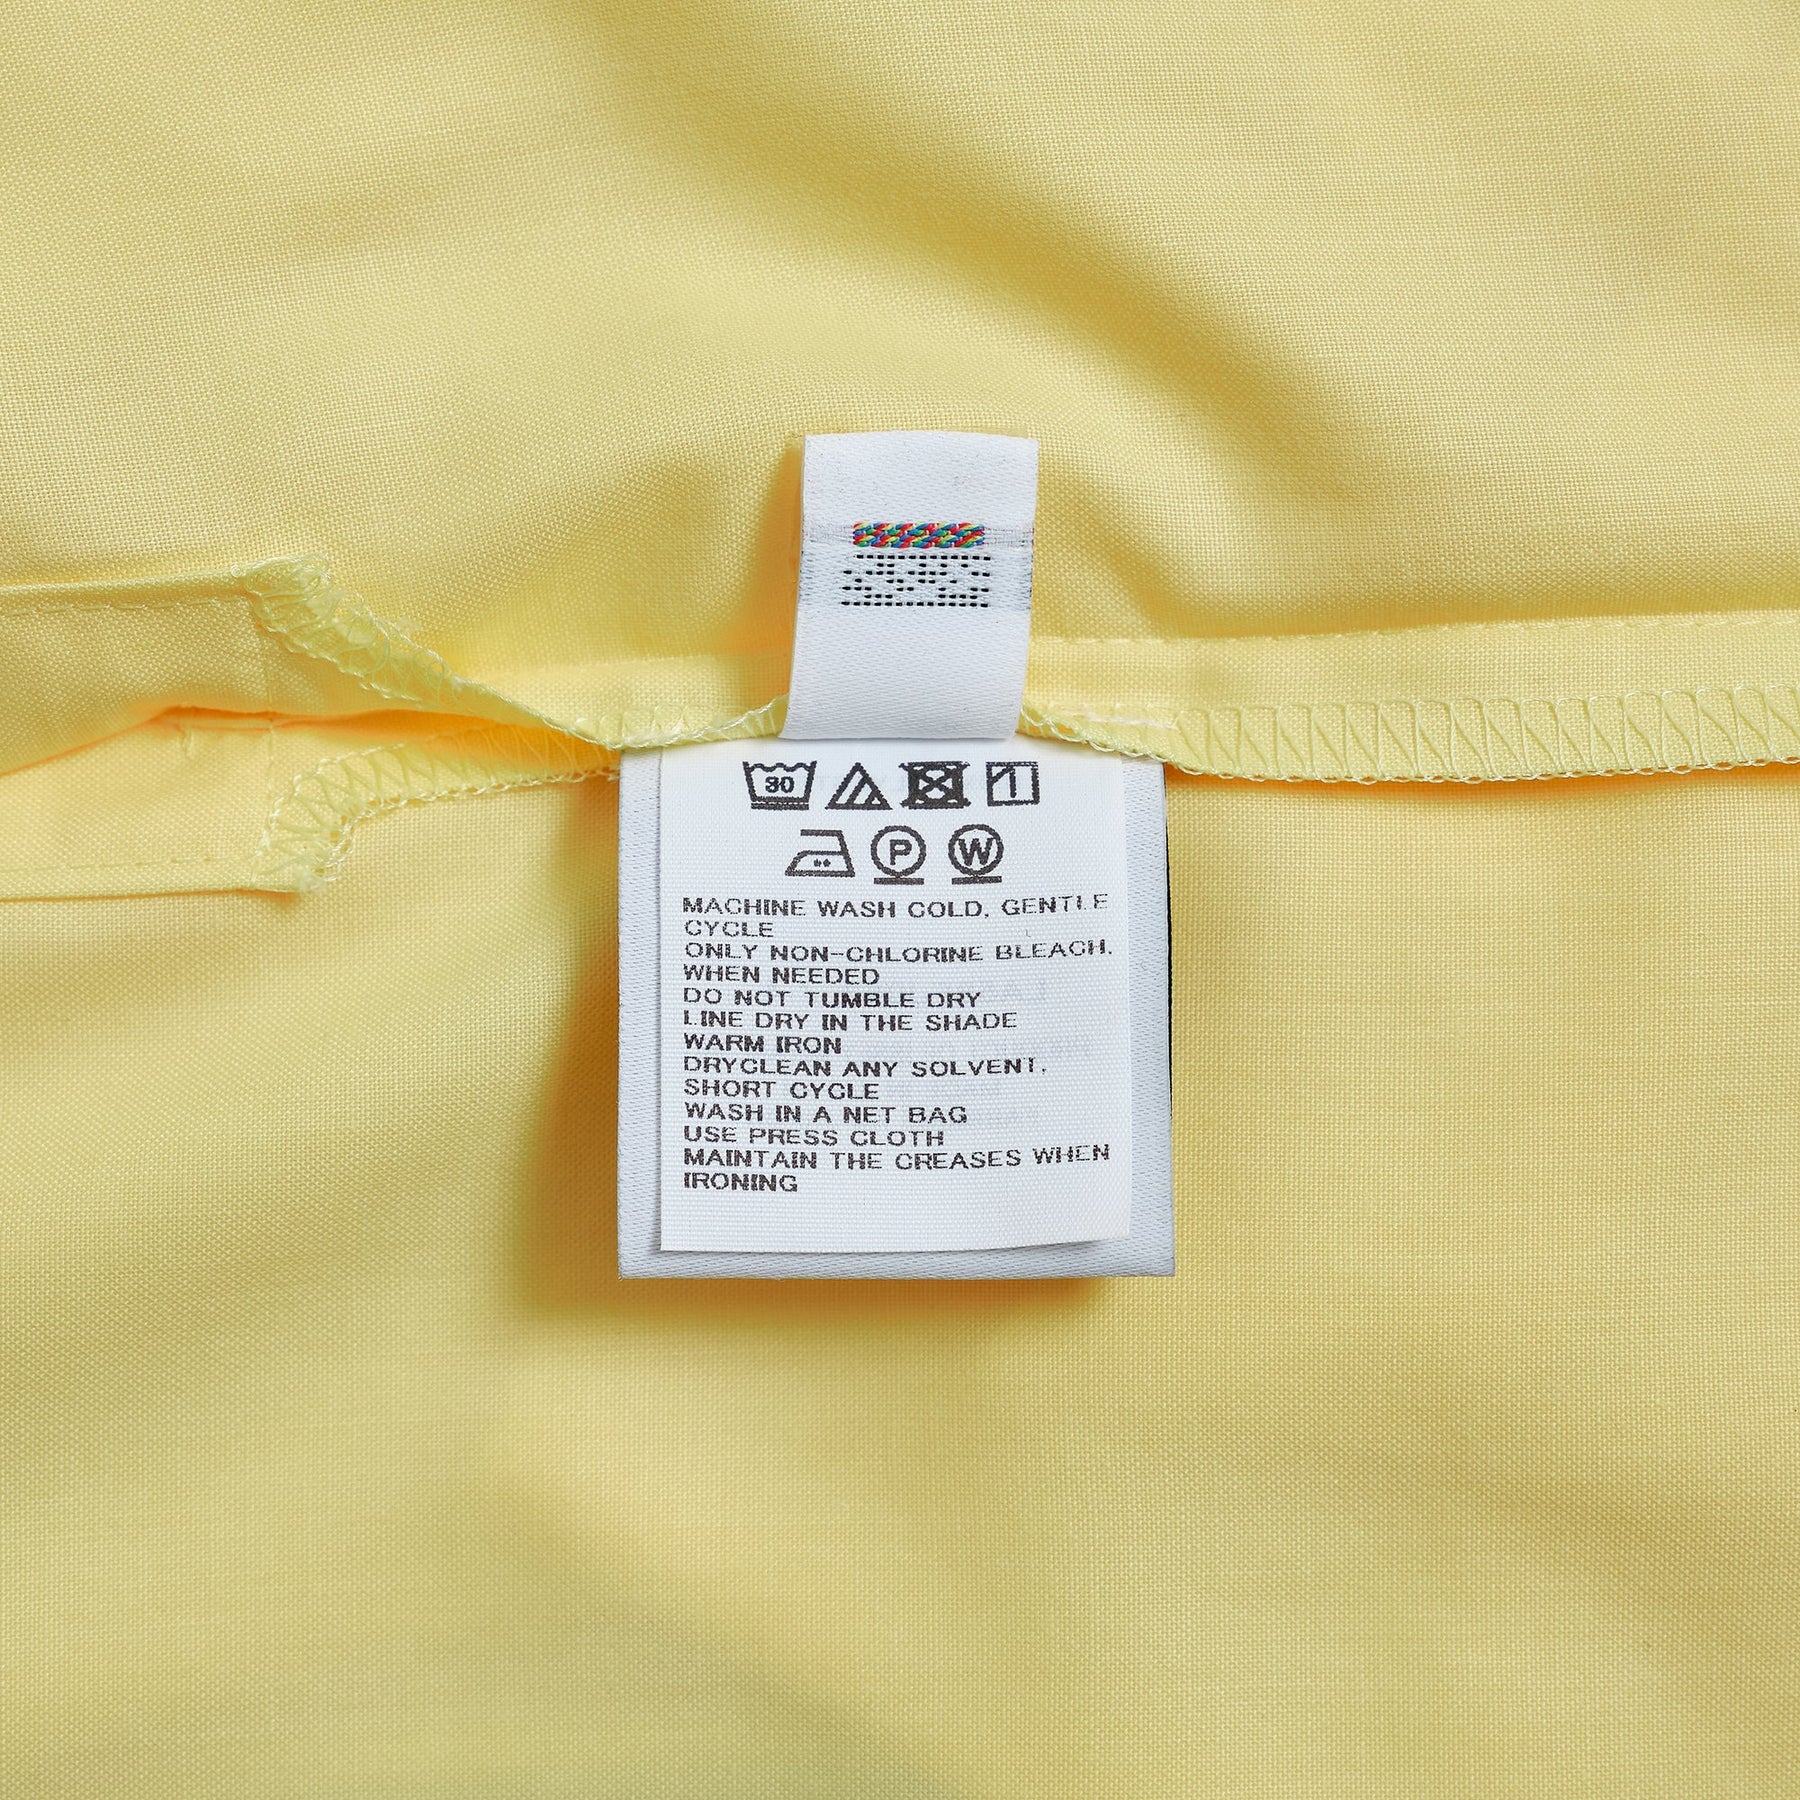 30
P W
MACHINE WASH COLD, GENTLE
CYCLE
ONLY NON-CHLORINE BLEACH,
WHEN NEEDED
DO NOT TUMBLE DRY
LINE DRY IN THE SHADE
WARM IRON
DRYCLEAN ANY SOLVENT,
SHORT CYCLE
WASH IN A NET BAG
USE PRESS CLOTH
MAINTAIN THE CREASES WHEN
IRONING